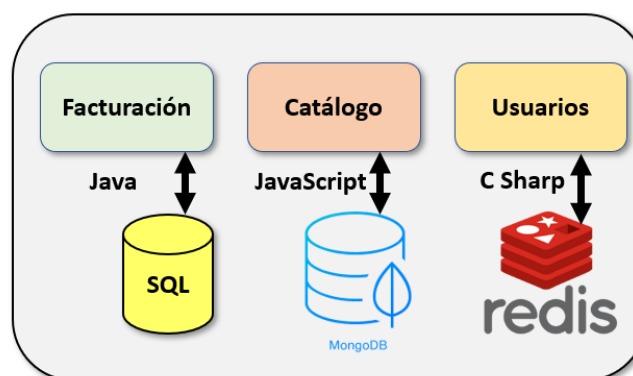 Facturación
Catálogo
Usuarios
Java
JavaScript
C Sharp
SQL
MongoDB
redis